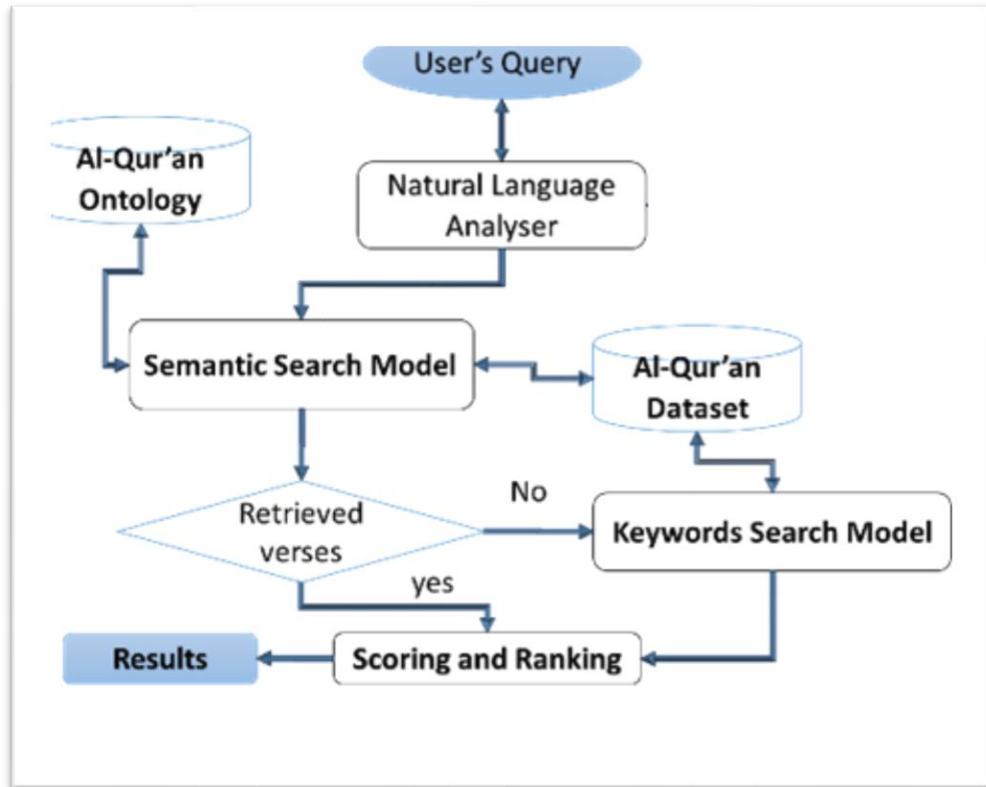 User's Query
Al-Qur'an
Ontology
Natural Language
Analyser
Semantic Search Model
Al-Qur'an
Dataset
Retrieved
verses
No
Keywords Search Model
yes
Results
Scoring and Ranking